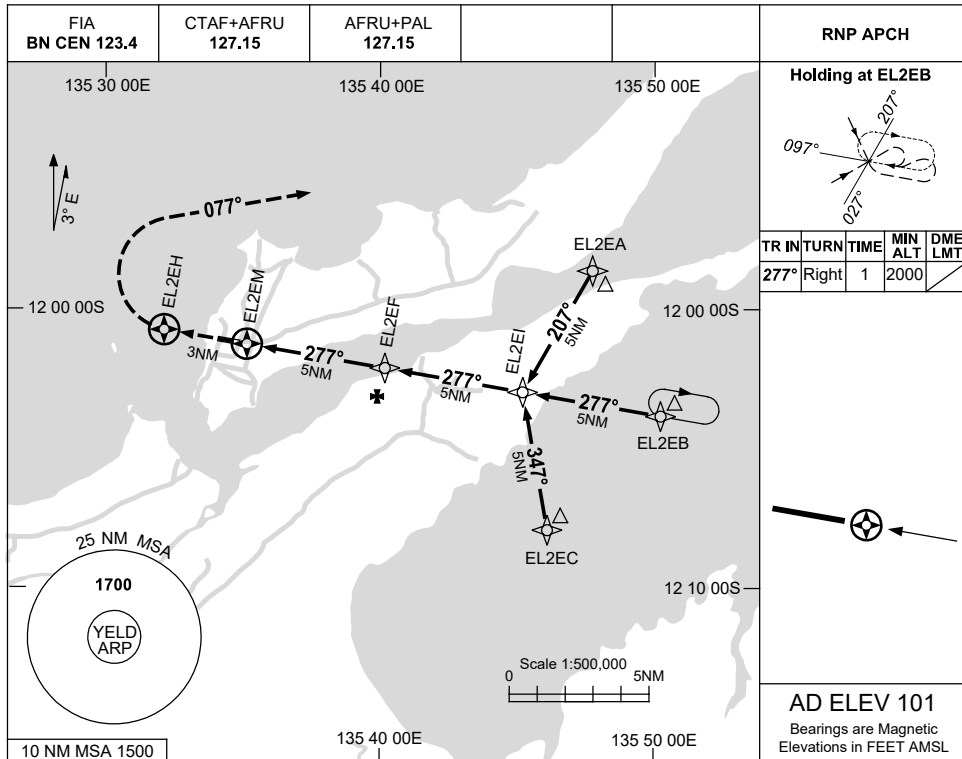 FIA
BN CEN 123.4
CTAF+AFRU
127.15
AFRU+PAL
127.15
RNP APCH
135 30 00E
135 40 00E
135 50 00E
Holding at EL2EB
207°
097°
027°
TR IN TURN TIME MIN ALT DME LMT
277° Right 1 2000
3° E
077°
EL2EA
EL2EH
EL2EM
EL2EF
EL2EI
12 00 00S
12 00 00S
207°
5NM
3NM
277°
5NM
277°
5NM
277°
5NM
EL2EB
347°
5NM
EL2EC
25 NM MSA
1700
YELD
ARP
12 10 00S
Scale 1:500,000
0 5NM
10 NM MSA 1500
135 40 00E
135 50 00E
AD ELEV 101
Bearings are Magnetic
Elevations in FEET AMSL